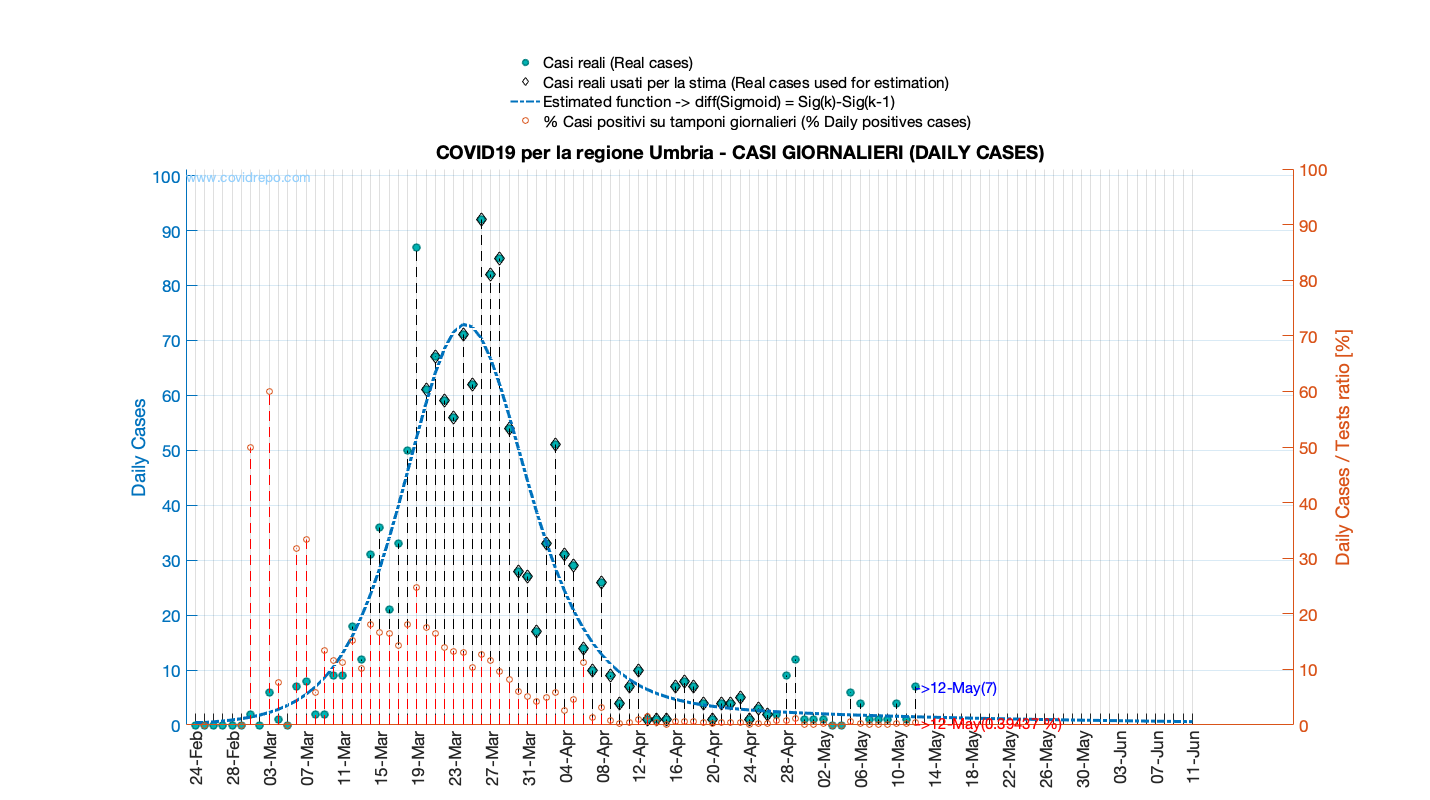 Casi reali (Real cases)
Casi reali usati per la stima (Real cases used for estimation)
Estimated function -> diff(Sigmoid) = Sig(k)-Sig(k-1)
% Casi positivi su tamponi giornalieri (% Daily positives cases)
COVID19 per la regione Umbria - CASI GIORNALIERI (DAILY CASES)
www.covidrepo.com
Daily Cases
100
90
80
70
60
50
40
30
20
10
0
100
90
80
70
60
50
40
30
20
10
0
Daily Cases / Tests ratio [%]
->12-May(7)
->12-May(0.39437 %)
24-Feb
28-Feb
03-Mar
07-Mar
11-Mar
15-Mar
19-Mar
23-Mar
27-Mar
31-Mar
04-Apr
08-Apr
12-Apr
16-Apr
20-Apr
24-Apr
28-Apr
02-May
06-May
10-May
14-May
18-May
22-May
26-May
30-May
03-Jun
07-Jun
11-Jun